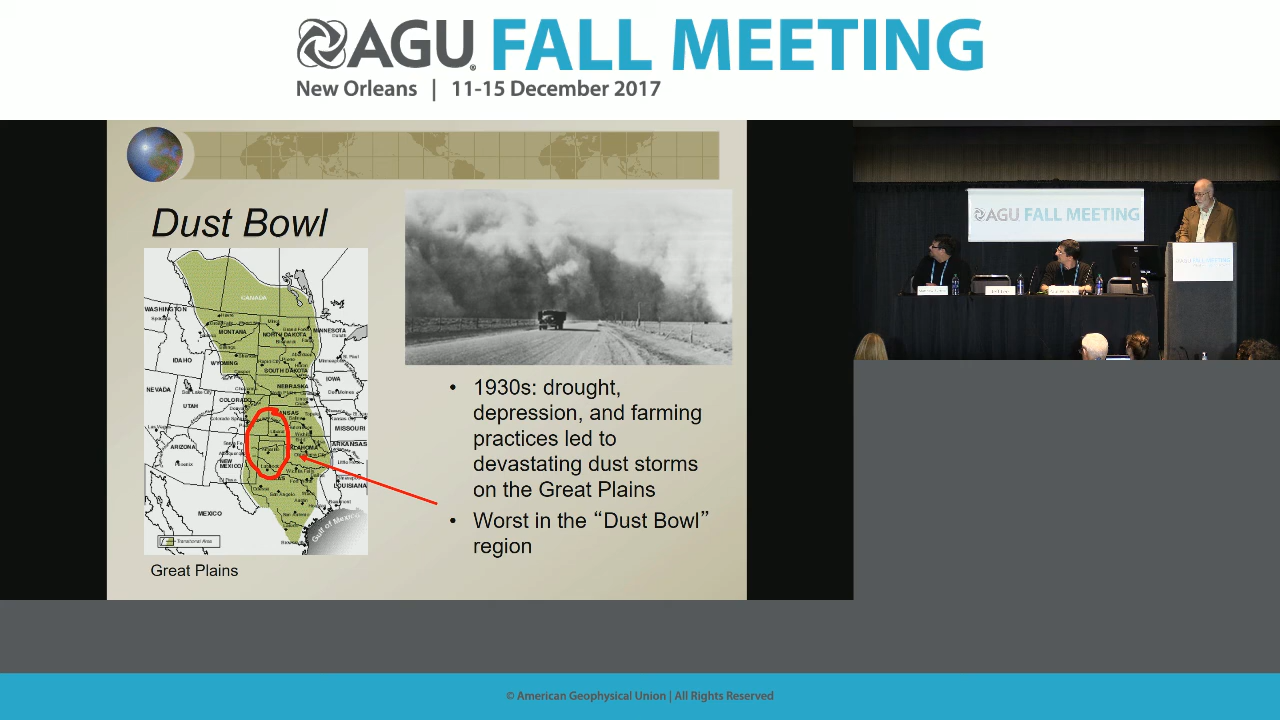 AGU FALL MEETING
New Orleans | 11-15 December 2017
Dust Bowl
CANADA
WASHINGTON
MONTANA
NORTH DAKOTA
MINNESOTA
IDAHO
WYOMING
SOUTH DAKOTA
NEBRASKA
IOWA
NEVADA
UTAH
COLORADO
MISSOURI
ARIZONA
NEW
MEXICO
ARKANSAS
LOUISIANA
MEXICO
Gulf of Mexico
Great Plains
• 1930s: drought,
depression, and farming
practices led to
devastating dust storms
on the Great Plains
• Worst in the “Dust Bowl”
region
AGU FALL MEETING
AGU FALL MEETING
© American Geophysical Union | All Rights Reserved